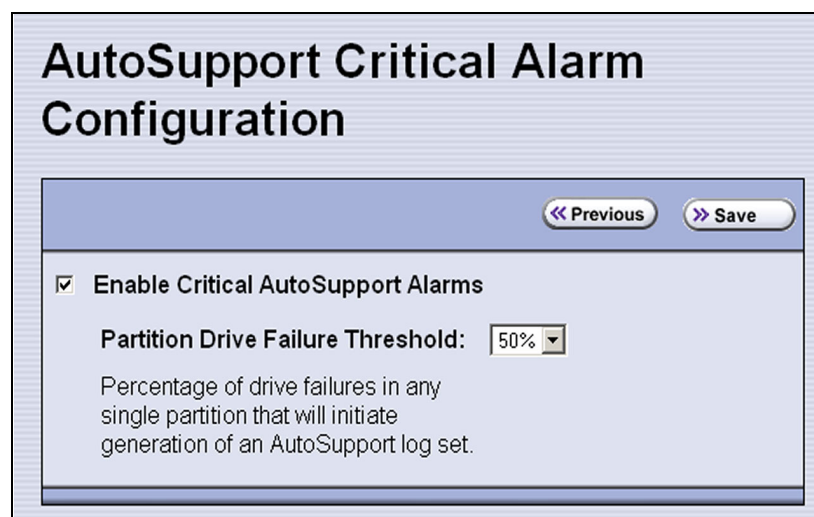 AutoSupport Critical Alarm
Configuration
Previous
Save
Enable Critical AutoSupport Alarms
Partition Drive Failure Threshold: 50%
Percentage of drive failures in any
single partition that will initiate
generation of an AutoSupport log set.